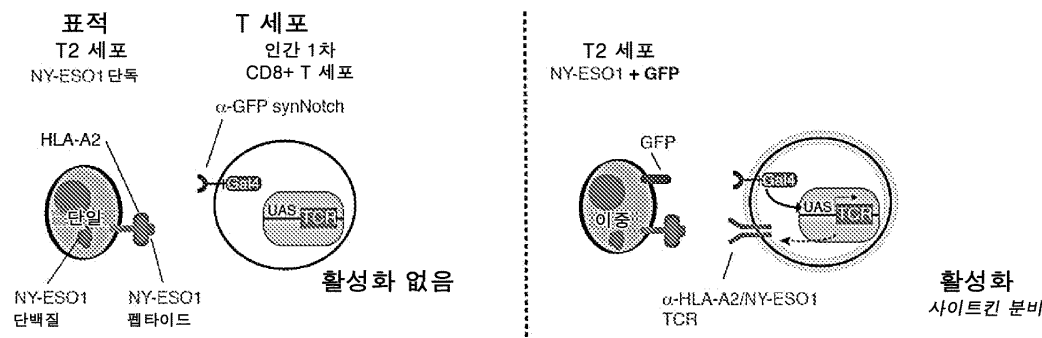 표적
T2 세포
NY-ESO1 단독
T 세포
인간 1차
CD8+ T 세포
α-GFP synNotch
HLA-A2
Gal4
단일
UAS
TCR
활성화 없음
NY-ESO1
단백질
NY-ESO1
펩타이드
T2 세포
NY-ESO1 + GFP
GFP
Gal4
이중
UAS
TCR
α-HLA-A2/NY-ESO1
TCR
활성화
사이트킨 분비